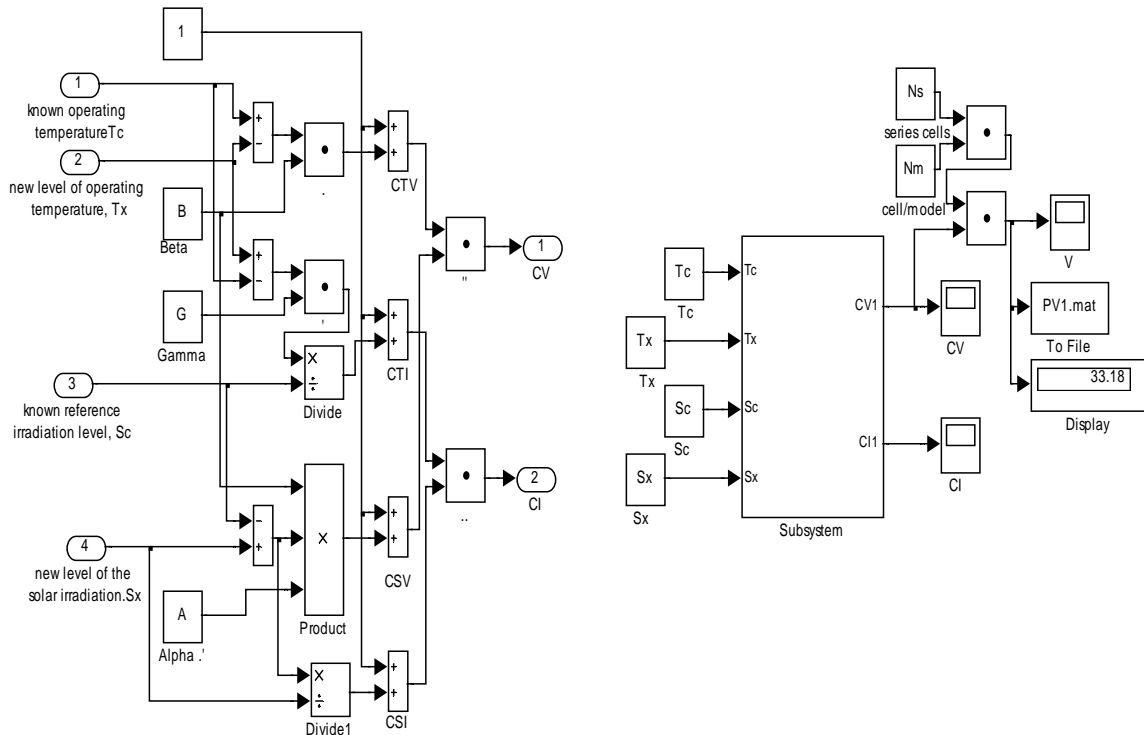 1
1
known operating
temperatureTc
2
new level of operating
temperature, Tx
+
−
.
+
+
CTV
B
Beta
+
−
'
G
Gamma
"
1
CV
+
+
CTI
×
÷
Divide
3
known reference
irradiation level, Sc
..
2
CI
−
+
×
Product
+
+
CSV
4
new level of the
solar irradiation.Sx
A
Alpha .'
×
÷
Divide1
+
+
CSI
Ns
series cells
Nm
cell/model
V
PV1.mat
To File
33.18
Display
Tc
Tc
Tx
Tx
Sc
Sc
Sx
Sx
Tc
Tx
Sc
Sx
CV1
CI1
Subsystem
CV
CI